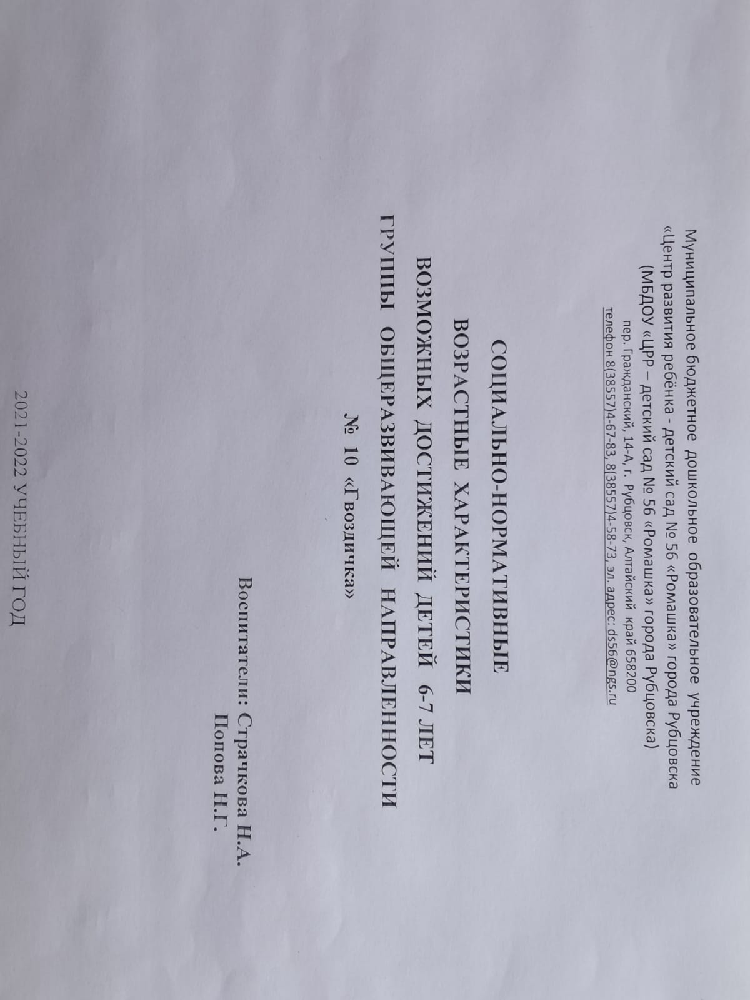 Муниципальное бюджетное дошкольное образовательное учреждение
«Центр развития ребёнка - детский сад № 56 «Ромашка» города Рубцовска
(МБДОУ «ЦРР – детский сад № 56 «Ромашка» города Рубцовска)
пер. Гражданский, 14-А, г. Рубцовск, Алтайский край 658200
телефон 8(38557)4-67-83, 8(38557)4-58-73, эл. адрес: ds56@ngs.ru
СОЦИАЛЬНО-НОРМАТИВНЫЕ
ВОЗРАСТНЫЕ ХАРАКТЕРИСТИКИ
ВОЗМОЖНЫХ ДОСТИЖЕНИЙ ДЕТЕЙ 6-7 ЛЕТ
ГРУППЫ ОБЩЕРАЗВИВАЮЩЕЙ НАПРАВЛЕННОСТИ
№ 10 «Гвоздичка»
Воспитатели: Страчкова Н.А.
Попова Н.Г.
2021-2022 УЧЕБНЫЙ ГОД